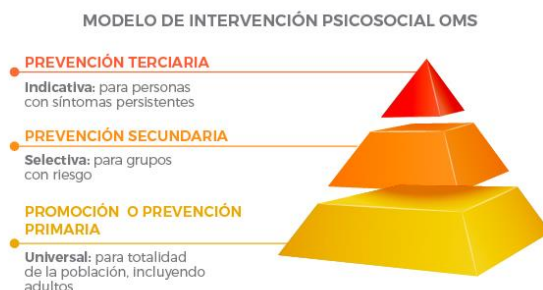 MODELO DE INTERVENCIÓN PSICOSOCIAL OMS
PREVENCIÓN TERCIARIA
Indicativa: para personas
con síntomas persistentes
PREVENCIÓN SECUNDARIA
Selectiva: para grupos
con riesgo
PROMOCIÓN O PREVENCIÓN
PRIMARIA
Universal: para totalidad
de la población, incluyendo
adultos